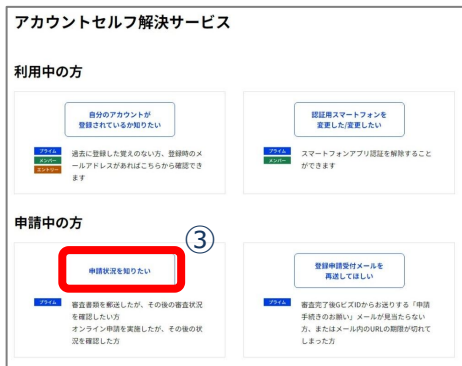 アカウントセルフ解決サービス
利用中の方
自分のアカウントが
登録されているか知りたい
プライム
メンバー
エントリー
過去に登録した覚えのない方、登録時のメ
ールアドレスがあればこちらから確認でき
ます
認証用スマートフォンを
変更した/変更したい
プライム
メンバー
スマートフォンアプリ認証を解除すること
ができます
申請中の方
③
申請状況を知りたい
プライム
審査書類を郵送したが、その後の審査状況
を確認したい方
オンライン申請を実施したが、その後の状
況を確認した方
登録申請受付メールを
再送してほしい
プライム
審査完了後GビズIDからお送りする「申請
手続きのお願い」メールが見当たらない
方、またはメール内のURLの期限が切れて
しまった方